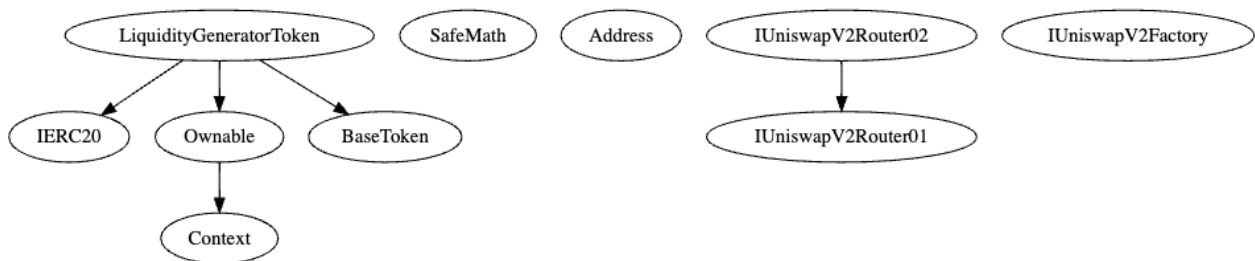 LiquidityGeneratorToken
SafeMath
Address
IUniswapV2Router02
IUniswapV2Factory
IERC20
Ownable
BaseToken
IUniswapV2Router01
Context